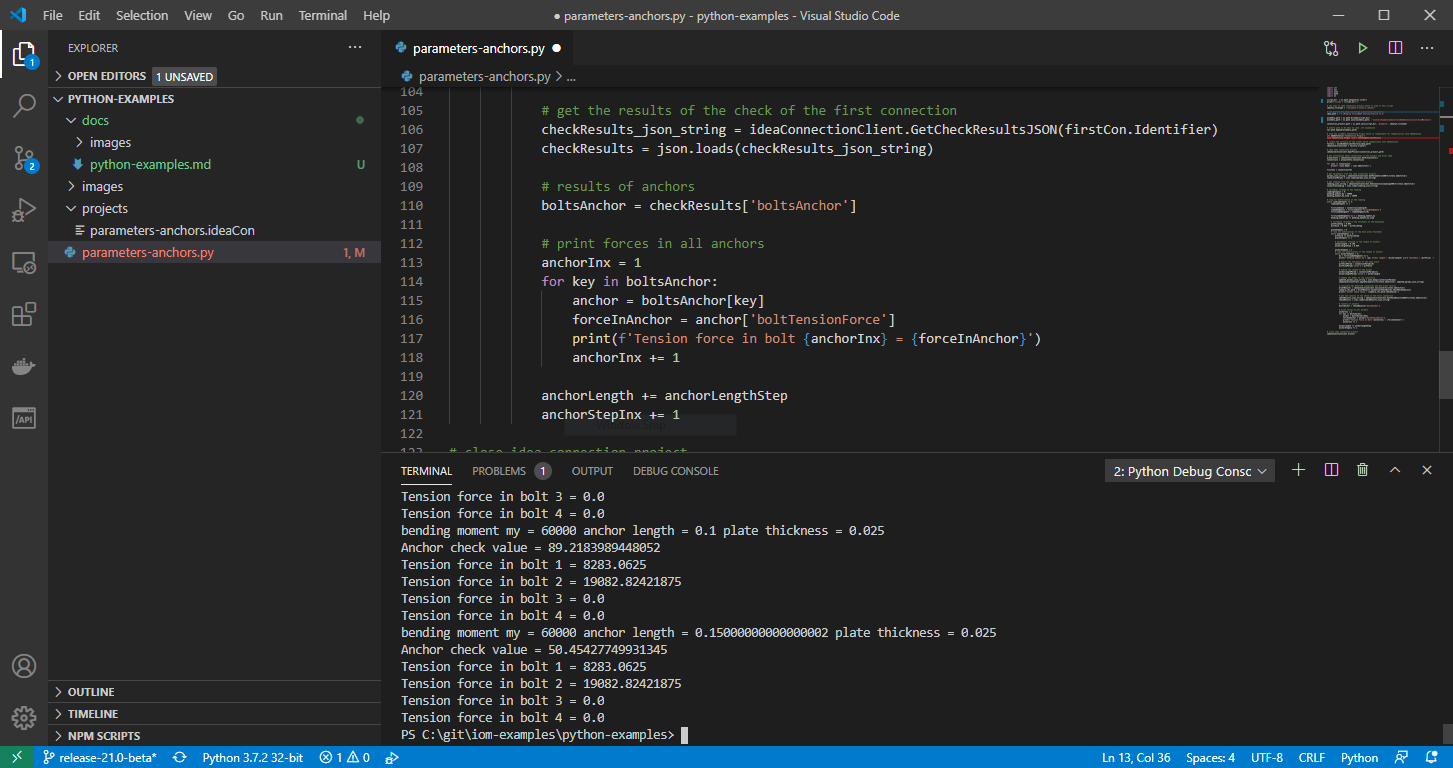 File Edit Selection View Go Run Terminal Help ● parameters-anchors.py - python-examples - Visual Studio Code
EXPLORER ···
OPEN EDITORS 1 UNSAVED
PYTHON-EXAMPLES
docs
images
python-examples.md U
images
projects
parameters-anchors.ideaCon
parameters-anchors.py 1, M
OUTLINE
TIMELINE
NPM SCRIPTS
1
2
/API
parameters-anchors.py ●
parameters-anchors.py > ...
104
105 # get the results of the check of the first connection
106 checkResults_json_string = ideaConnectionClient.GetCheckResultsJSON(firstCon.Identifier)
107 checkResults = json.loads(checkResults_json_string)
108
109 # results of anchors
110 boltsAnchor = checkResults['boltsAnchor']
111
112 # print forces in all anchors
113 anchorInx = 1
114 for key in boltsAnchor:
115 anchor = boltsAnchor[key]
116 forceInAnchor = anchor['boltTensionForce']
117 print(f'Tension force in bolt {anchorInx} = {forceInAnchor}')
118 anchorInx += 1
119
120 anchorLength += anchorLengthStep
121 anchorStepInx += 1
122
123 # close idea connection project
TERMINAL PROBLEMS 1 OUTPUT DEBUG CONSOLE 2: Python Debug Consc
Tension force in bolt 3 = 0.0
Tension force in bolt 4 = 0.0
bending moment my = 60000 anchor length = 0.1 plate thickness = 0.025
Anchor check value = 89.2183989448052
Tension force in bolt 1 = 8283.0625
Tension force in bolt 2 = 19082.82421875
Tension force in bolt 3 = 0.0
Tension force in bolt 4 = 0.0
bending moment my = 60000 anchor length = 0.15000000000000002 plate thickness = 0.025
Anchor check value = 50.45427749931345
Tension force in bolt 1 = 8283.0625
Tension force in bolt 2 = 19082.82421875
Tension force in bolt 3 = 0.0
Tension force in bolt 4 = 0.0
PS C:\git\iom-examples\python-examples>
release-21.0-beta* Python 3.7.2 32-bit 1 0 Ln 13, Col 36 Spaces: 4 UTF-8 CRLF Python